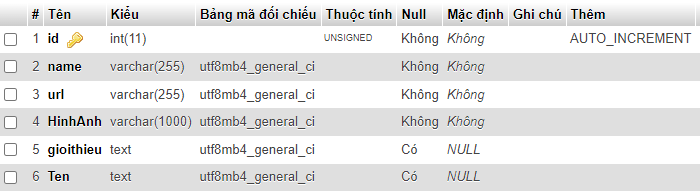 # Tên Kiểu Bảng mã đối chiếu Thuộc tính Null Mặc định Ghi chú Thêm
1 id int(11) UNSIGNED Không Không AUTO_INCREMENT
2 name varchar(255) utf8mb4_general_ci Không Không
3 url varchar(255) utf8mb4_general_ci Không Không
4 HinhAnh varchar(1000) utf8mb4_general_ci Không Không
5 gioithieu text utf8mb4_general_ci Có NULL
6 Ten text utf8mb4_general_ci Có NULL